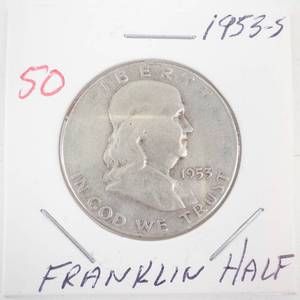 1953-S
50
LIBERTY
1953
IN GOD WE TRUST
FRANKLIN HALF